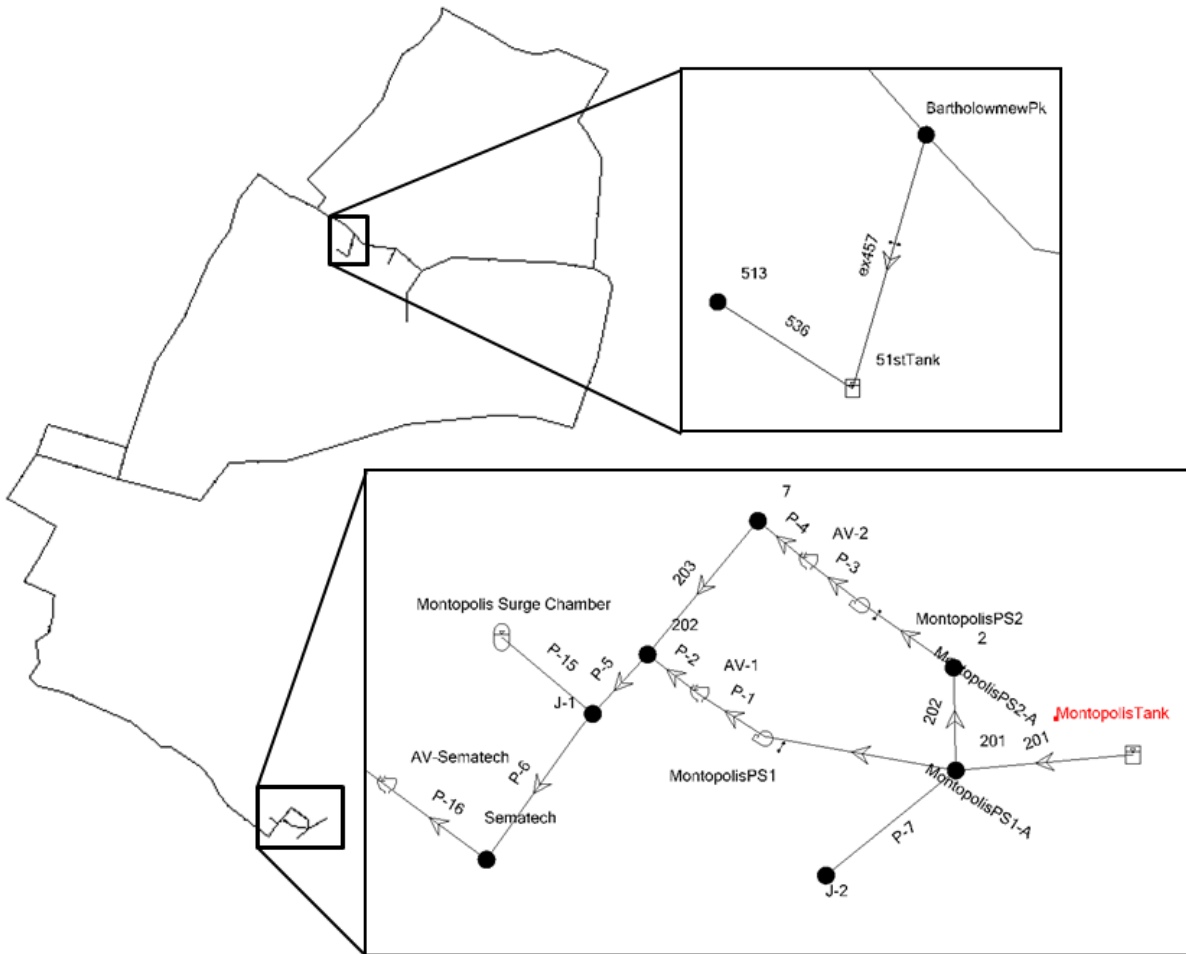 BartholowmewPk
ex457
513
536
51stTank
7
P-4
AV-2
P-3
203
Montopolis Surge Chamber
MontopolisPS2
2
202
P-2
P-15
P-5
AV-1
P-1
MontopolisPS2-A
MontopolisTank
J-1
202
201
201
AV-Sematech
P-6
MontopolisPS1
MontopolisPS1-A
P-16
Sematech
P-7
J-2